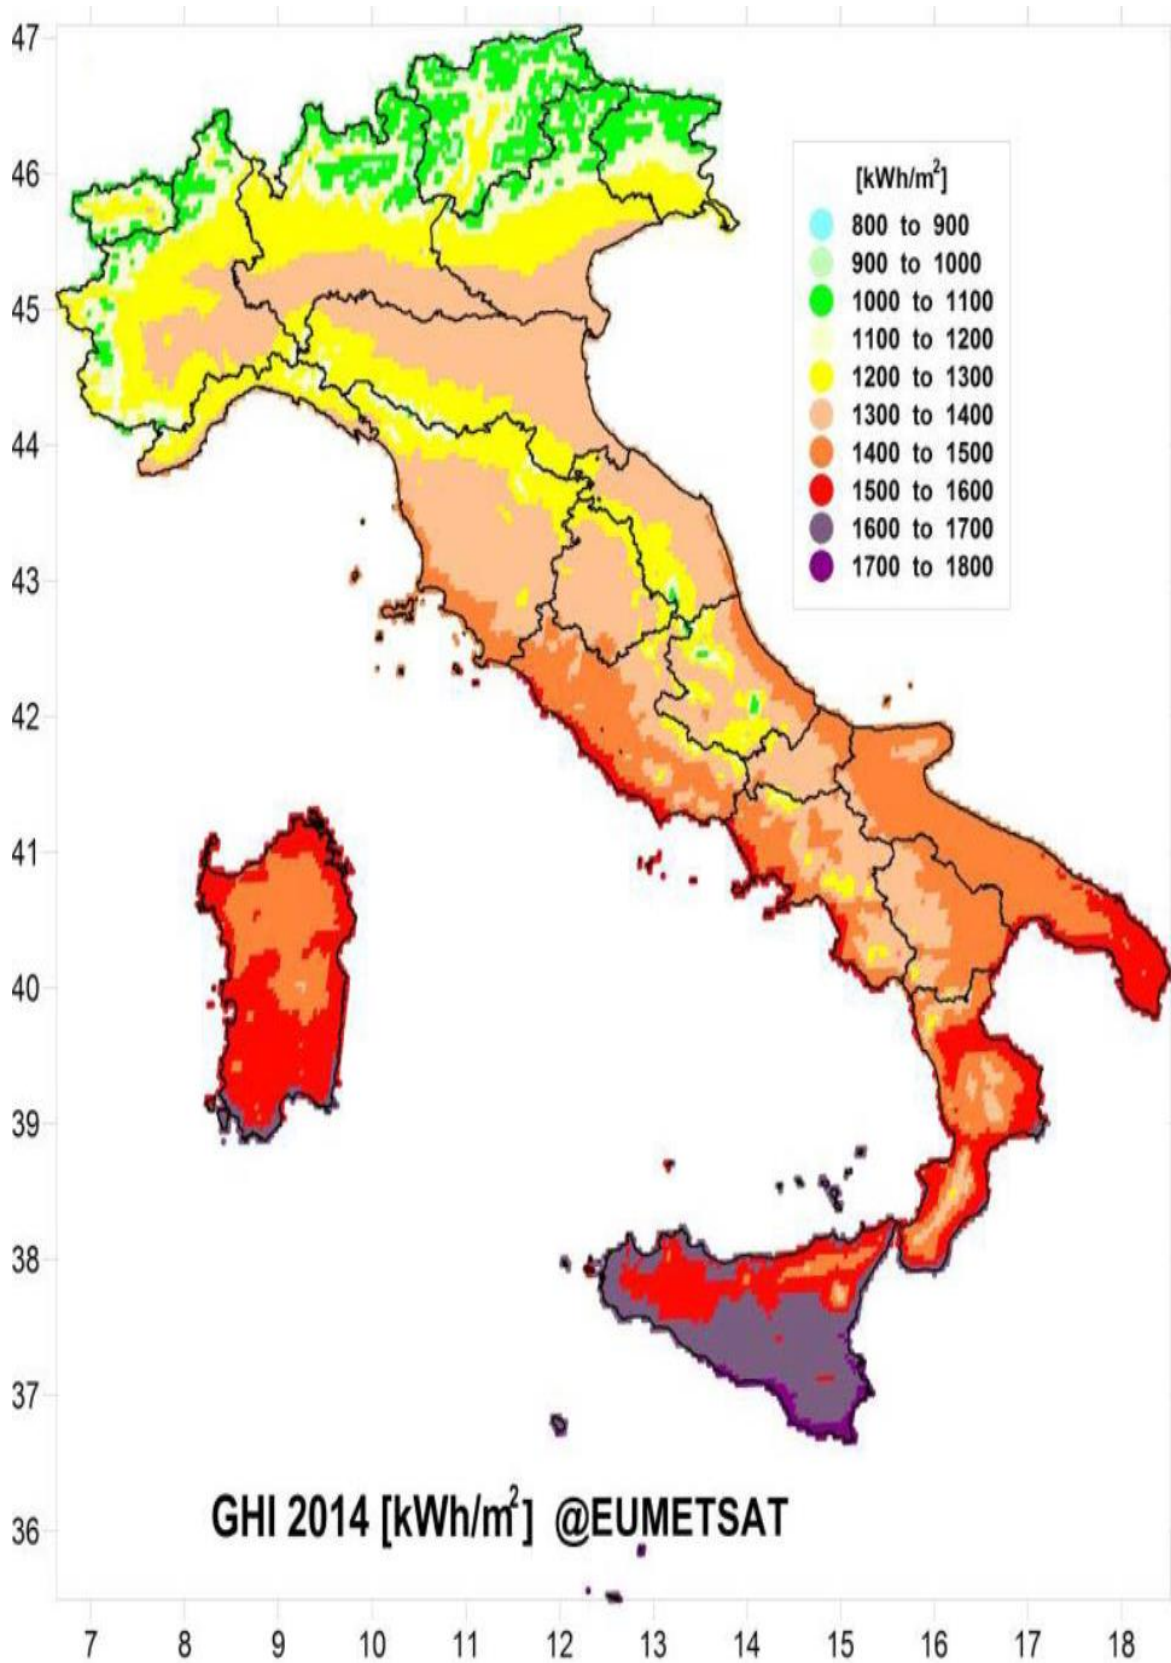 47
46
45
44
43
42
41
40
39
38
37
36
[kWh/m²]
800 to 900
900 to 1000
1000 to 1100
1100 to 1200
1200 to 1300
1300 to 1400
1400 to 1500
1500 to 1600
1600 to 1700
1700 to 1800
GHI 2014 [kWh/m²] @EUMETSAT
7 8 9 10 11 12 13 14 15 16 17 18